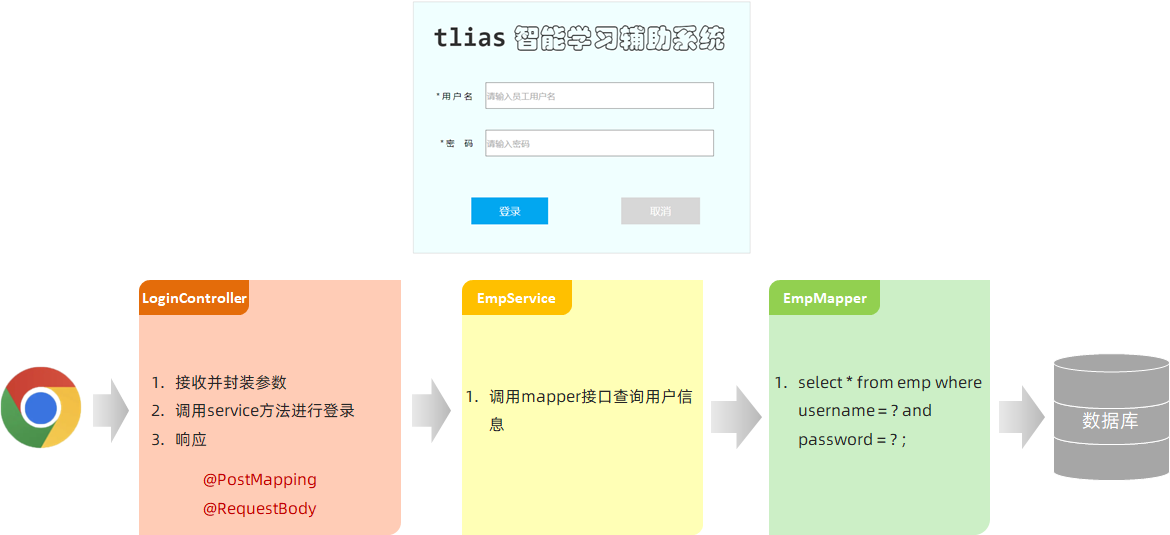 tlias 智能学习辅助系统
*用 户 名 请输入员工用户名
*密 码 请输入密码
登录 取消
LoginController
1. 接收并封装参数
2. 调用service方法进行登录
3. 响应
@PostMapping
@RequestBody
EmpService
1. 调用mapper接口查询用户信
息
EmpMapper
1. select * from emp where
username = ? and
password = ? ;
数据库